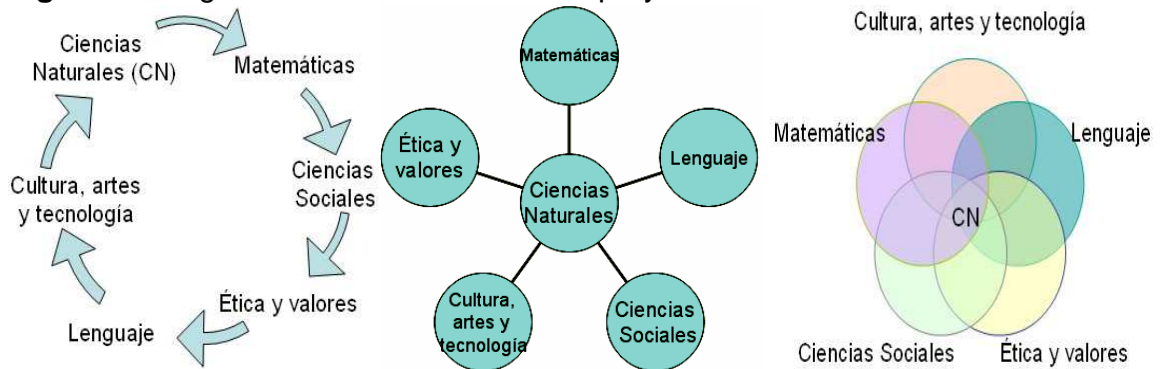 Ciencias
Naturales (CN)
Matemáticas
Ciencias
Sociales
Ética y valores
Lenguaje
Cultura, artes
y tecnología
Matemáticas
Ética y
valores
Lenguaje
Ciencias
Naturales
Cultura,
artes y
tecnología
Ciencias
Sociales
Cultura, artes y tecnología
Matemáticas
Lenguaje
CN
Ciencias Sociales
Ética y valores